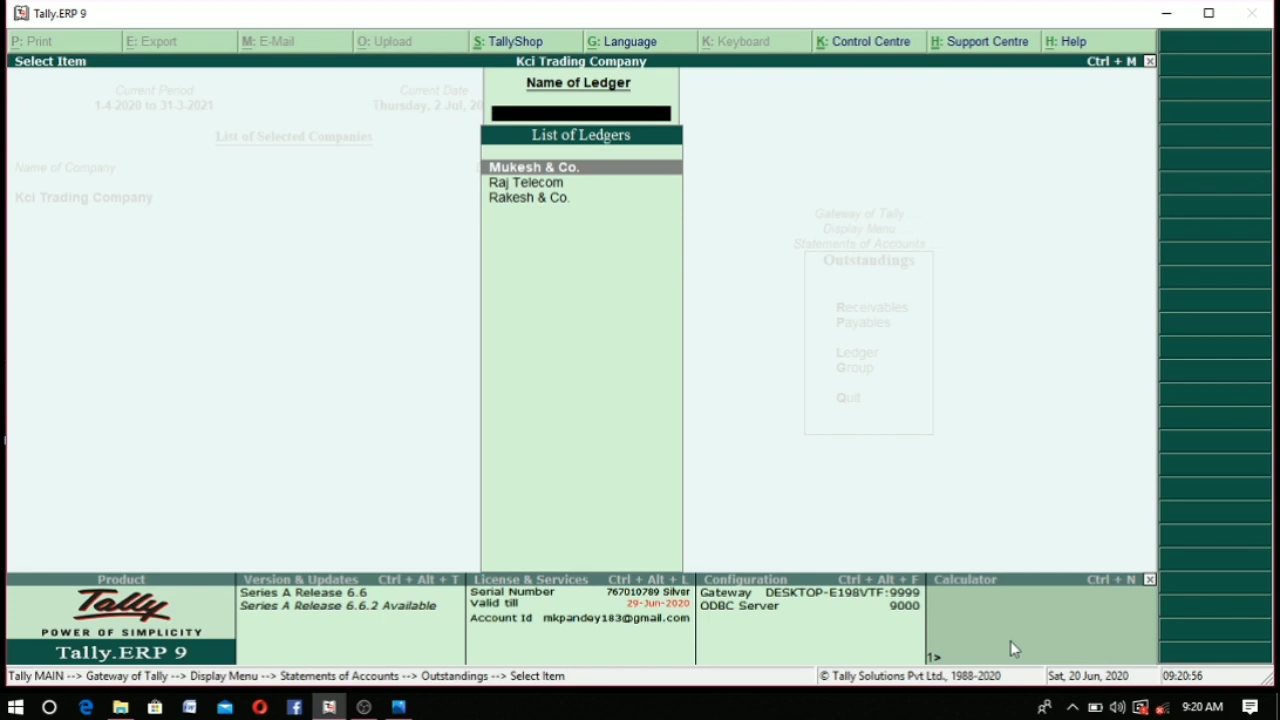 Tally.ERP 9
P: Print E: Export M: E-Mail O: Upload S: TallyShop G: Language K: Keyboard K: Control Centre H: Support Centre H: Help
Select Item Kci Trading Company Ctrl + M
Name of Ledger
Current Period Current Date
1-4-2020 to 31-3-2021 Thursday, 2 Jul, 20
List of Selected Companies
List of Ledgers
Name of Company
Mukesh & Co.
Raj Telecom
Kci Trading Company
Rakesh & Co.
Gateway of Tally ...
Display Menu ...
Statements of Accounts ...
Outstandings
Receivables
Payables
Ledger
Group
Quit
Product
Tally
POWER OF SIMPLICITY
Tally.ERP 9
Version & Updates Ctrl + Alt + T
Series A Release 6.6
Series A Release 6.6.2 Available
License & Services Ctrl + Alt + L
Serial Number 767010789 Silver
Valid till 29-Jun-2020
Account Id mkpandey183@gmail.com
Configuration Ctrl + Alt + F
Gateway DESKTOP-E198VTF:9999
ODBC Server 9000
Calculator Ctrl + N
1>
Tally MAIN --> Gateway of Tally --> Display Menu --> Statements of Accounts --> Outstandings --> Select Item © Tally Solutions Pvt Ltd., 1988-2020 Sat, 20 Jun, 2020 09:20:56
9:20 AM